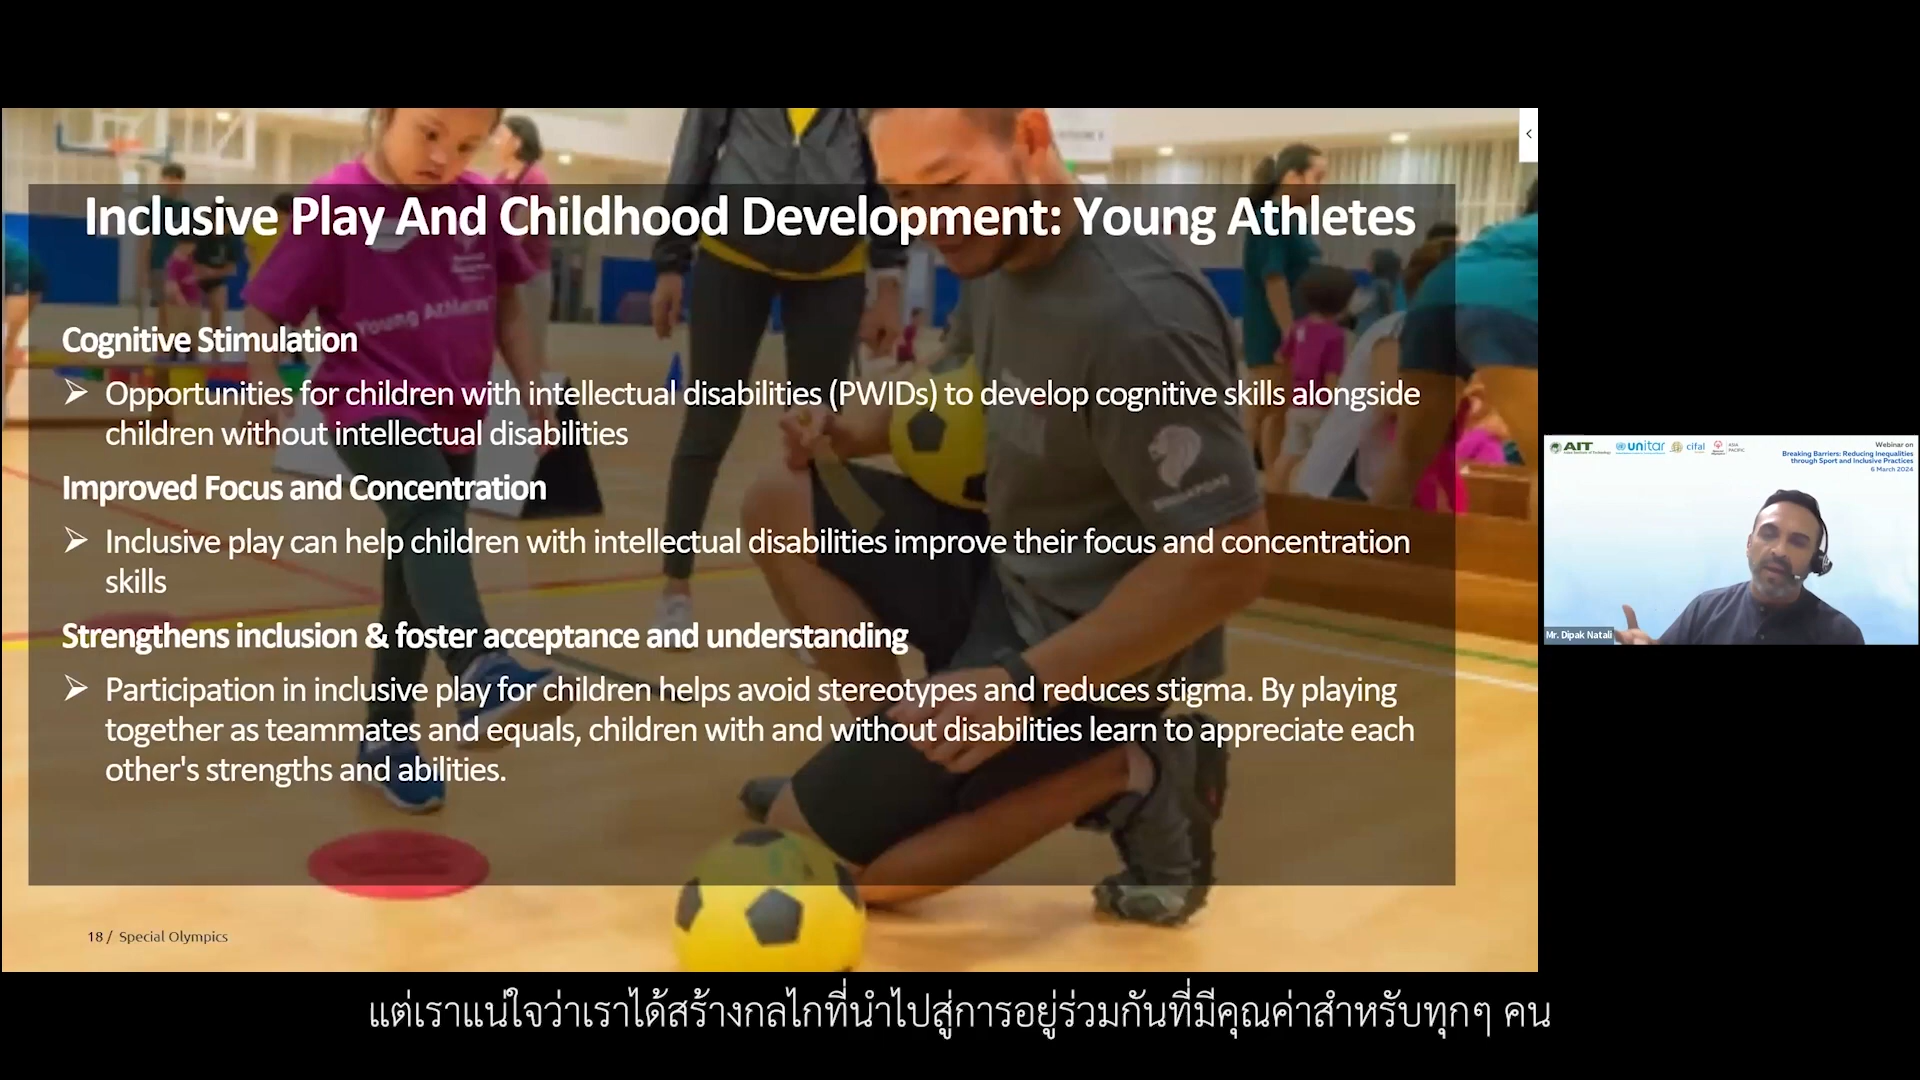 Inclusive Play And Childhood Development: Young Athletes
Cognitive Stimulation
Opportunities for children with intellectual disabilities (PWIDs) to develop cognitive skills alongside
children without intellectual disabilities
Improved Focus and Concentration
Inclusive play can help children with intellectual disabilities improve their focus and concentration
skills
Strengthens inclusion & foster acceptance and understanding
Participation in inclusive play for children helps avoid stereotypes and reduces stigma. By playing
together as teammates and equals, children with and without disabilities learn to appreciate each
other's strengths and abilities.
18 / Special Olympics
Young Athletes
AIT
unitar
cifal
ASIA
PACIFIC
Webinar on
Breaking Barriers: Reducing Inequalities
through Sport and Inclusive Practices
6 March 2024
Mr. Dipak Natali
แต่เราแน่ใจว่าเราได้สร้างกลไกที่นำไปสู่การอยู่ร่วมกันที่มีคุณค่าสำหรับทุกๆ คน